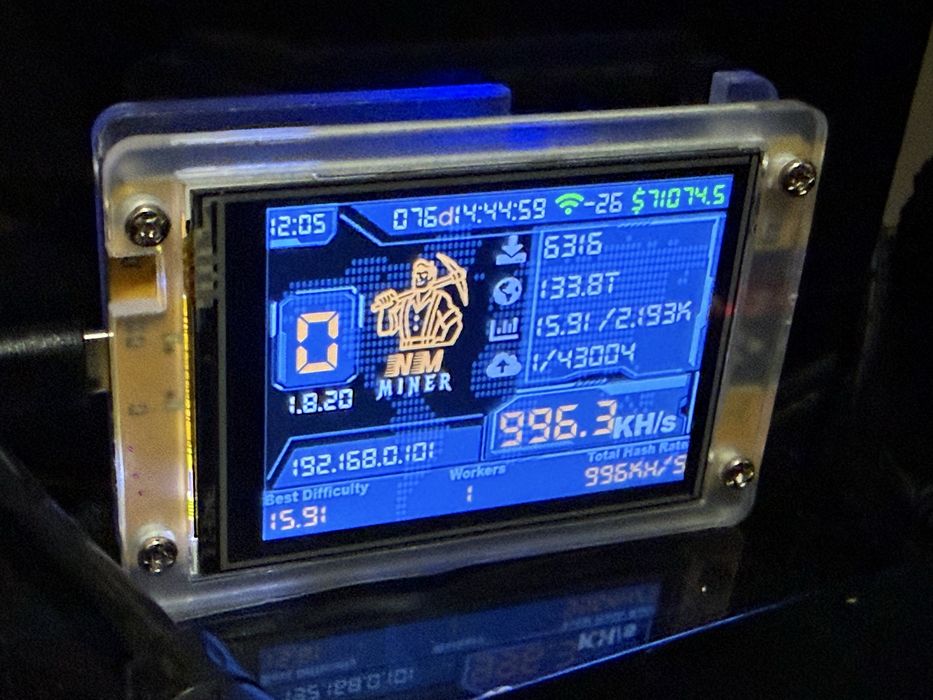 12:05 076d14:44:59 -26 $71074.5
6316
133.8T
15.91 /2.193K
1/43004
0
NM
MINER
1.8.20
996.3KH/s
192.168.0.101
Total Hash Rate
996KH/S
Best Difficulty
15.91
Workers
1